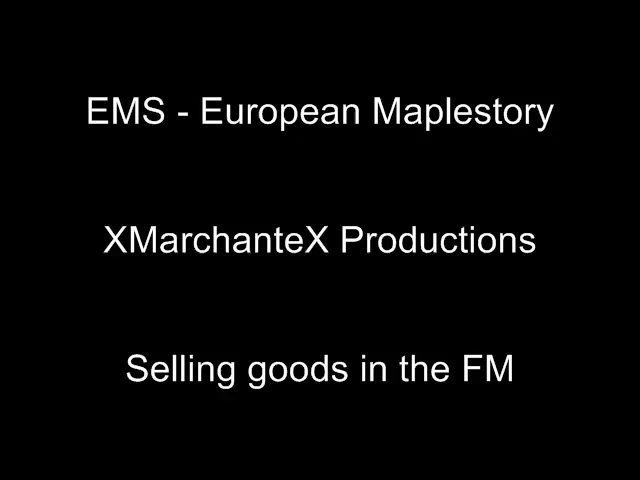 EMS - European Maplestory
XMarchanteX Productions
Selling goods in the FM